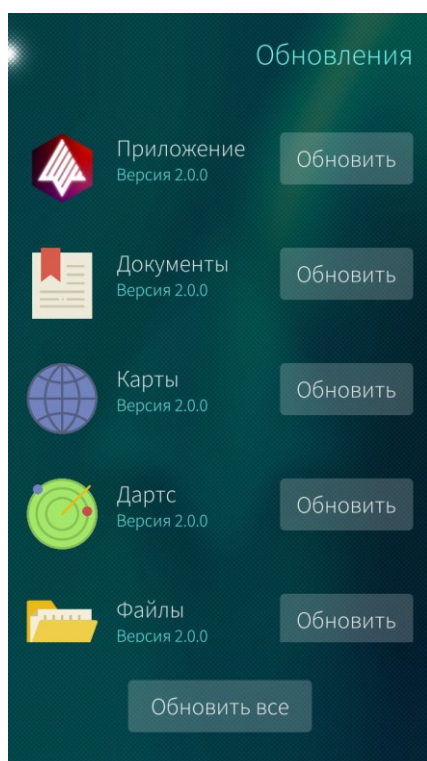 Обновления
Приложение
Версия 2.0.0
Обновить
Документы
Версия 2.0.0
Обновить
Карты
Версия 2.0.0
Обновить
Дартс
Версия 2.0.0
Обновить
Файлы
Версия 2.0.0
Обновить
Обновить все